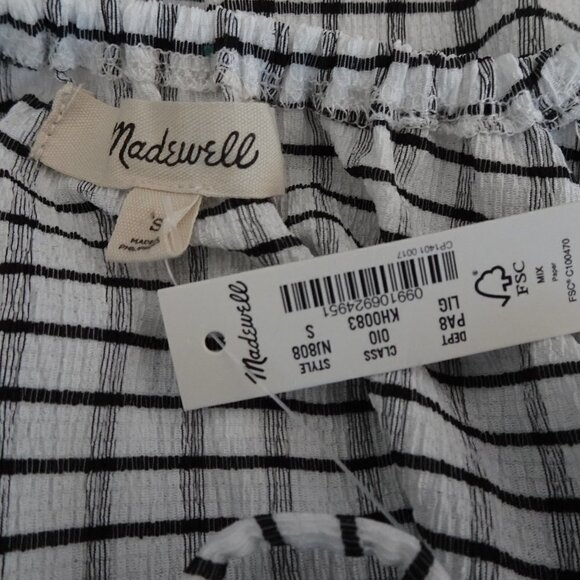 Madewell
S
MADE IN
PHILIPPINES
Madewell
STYLE CLASS DEPT
NJ808 010 PA8
S KH0083 LIG
099106924951
CP1401 0017
FSC
MIX
Paper
FSC® C100470